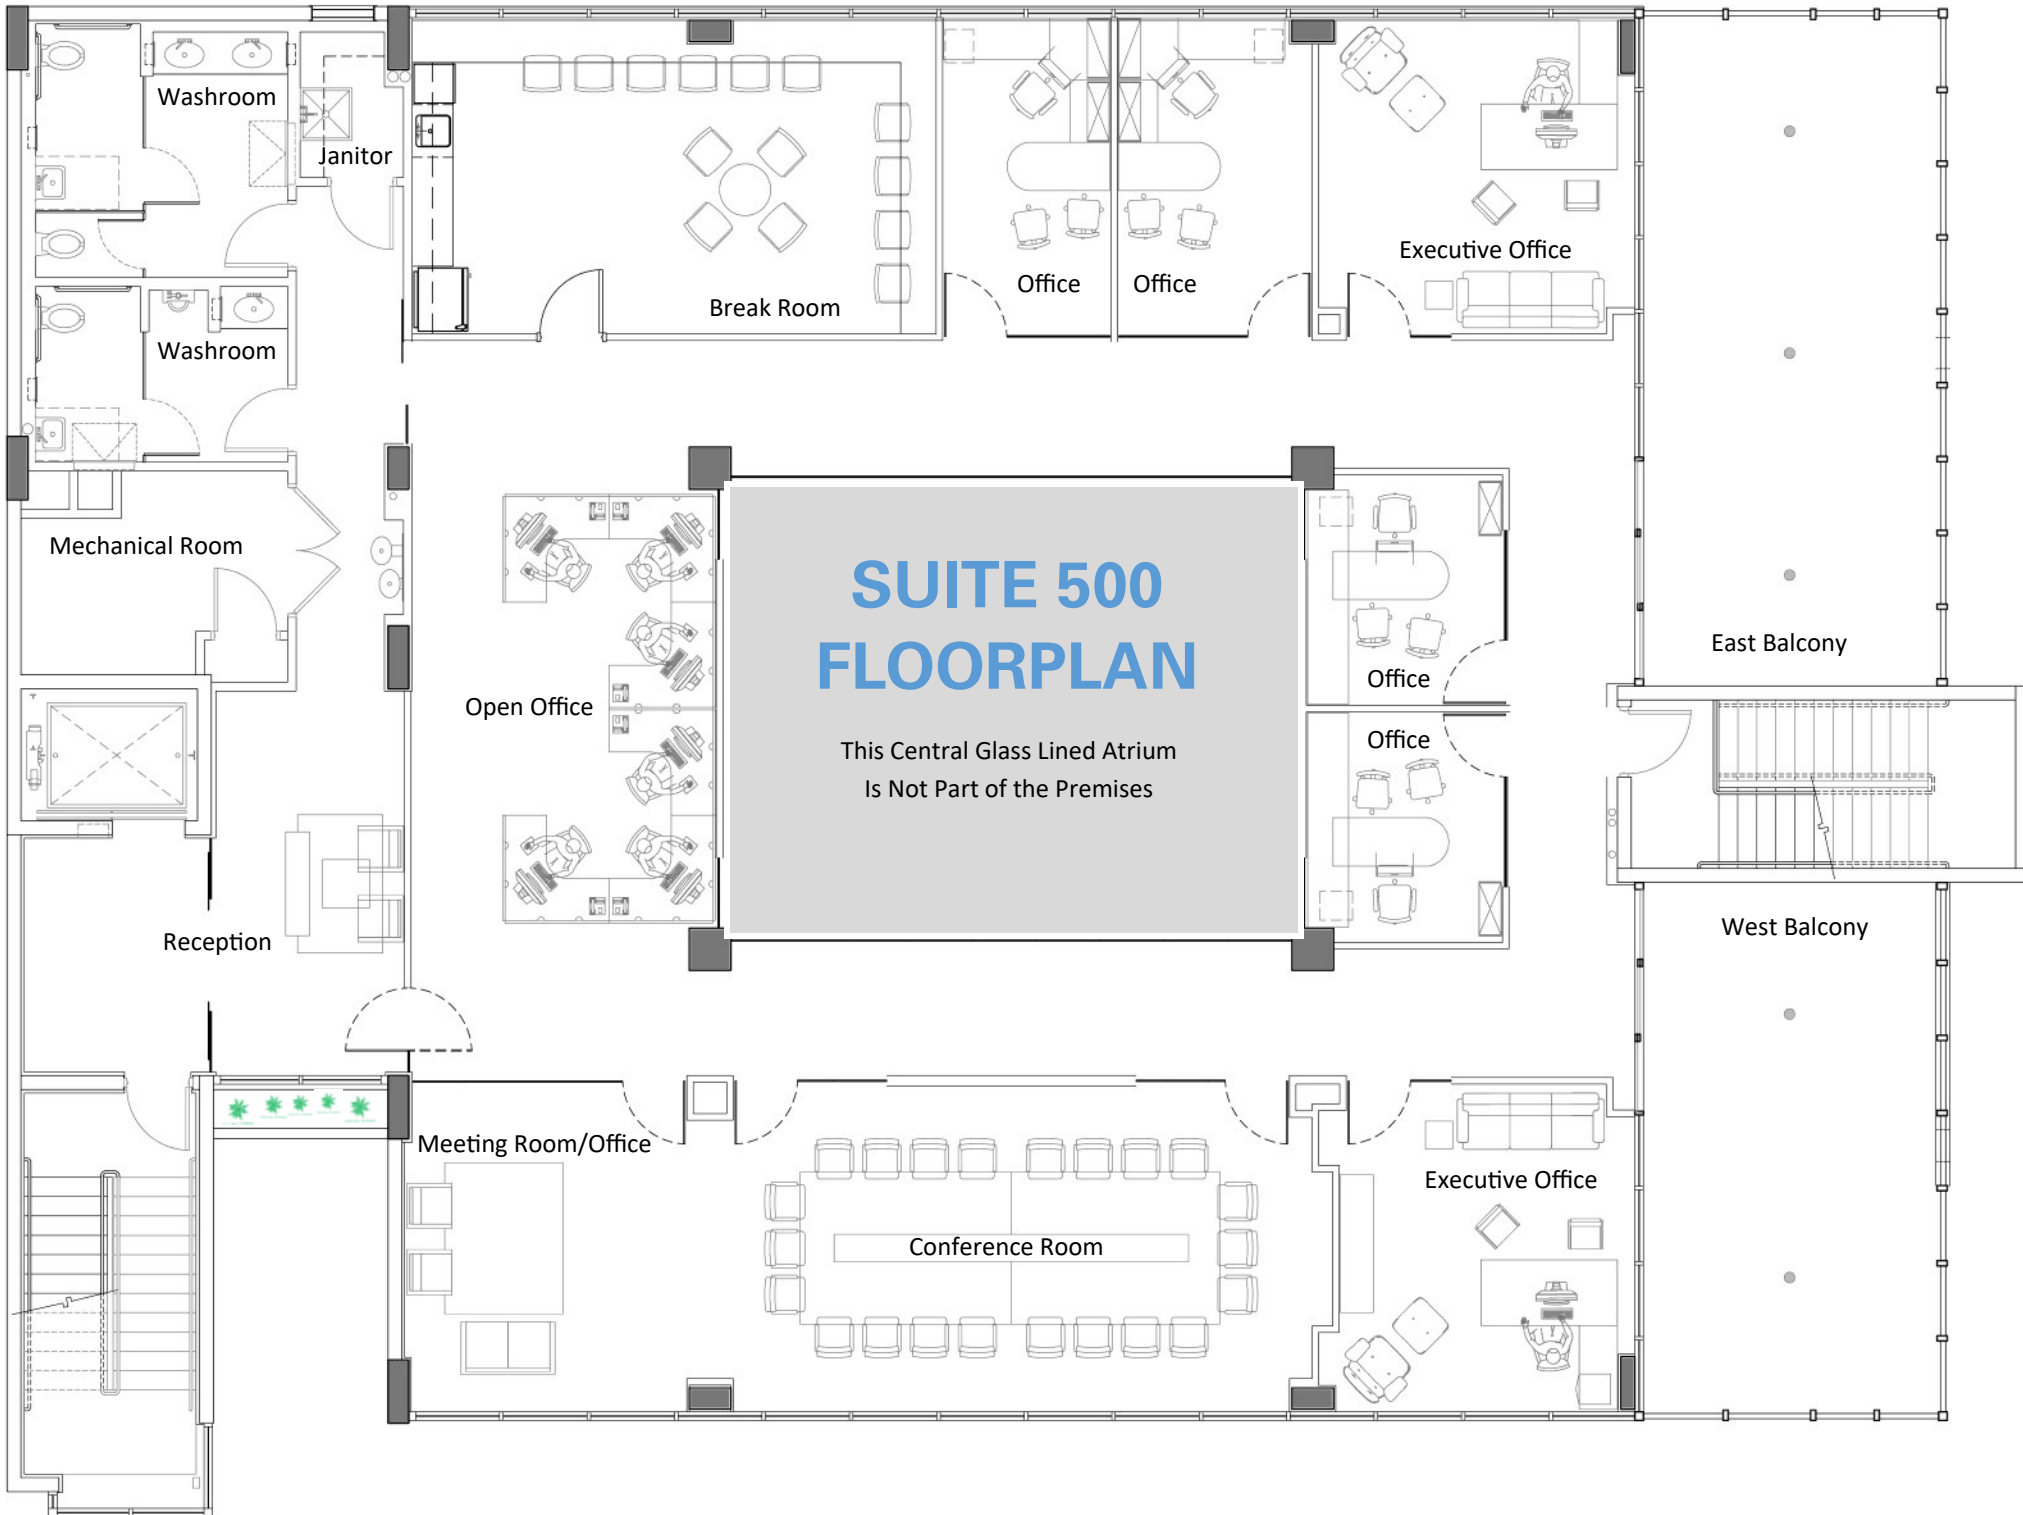 Washroom
Janitor
Break Room
Office
Office
Executive Office
Washroom
Mechanical Room
Open Office
SUITE 500
FLOORPLAN
This Central Glass Lined Atrium
Is Not Part of the Premises
Office
Office
East Balcony
West Balcony
Reception
Meeting Room/Office
Conference Room
Executive Office